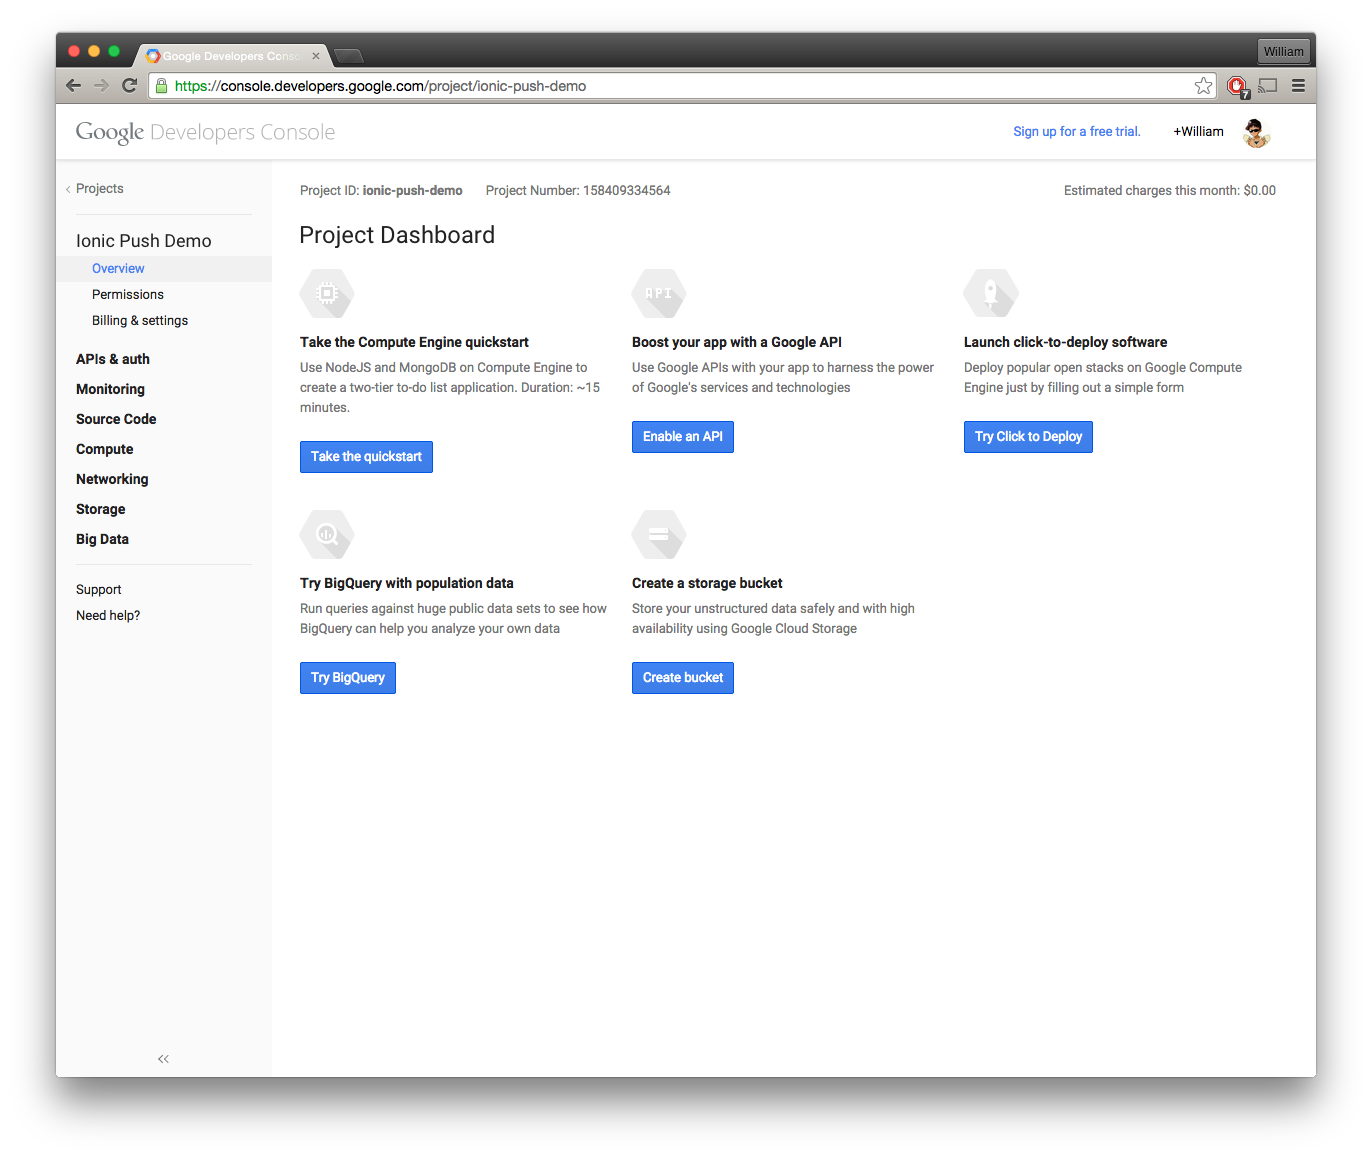 Google Developers Conso
William
https://console.developers.google.com/project/ionic-push-demo
7
Google Developers Console
Sign up for a free trial.
+William
Projects
Project ID: ionic-push-demo
Project Number: 158409334564
Estimated charges this month: $0.00
Ionic Push Demo
Overview
Permissions
Billing & settings
APIs & auth
Monitoring
Source Code
Compute
Networking
Storage
Big Data
Support
Need help?
Project Dashboard
Take the Compute Engine quickstart
Use NodeJS and MongoDB on Compute Engine to
create a two-tier to-do list application. Duration: ~15
minutes.
Take the quickstart
API
Boost your app with a Google API
Use Google APIs with your app to harness the power
of Google's services and technologies
Enable an API
Launch click-to-deploy software
Deploy popular open stacks on Google Compute
Engine just by filling out a simple form
Try Click to Deploy
Try BigQuery with population data
Run queries against huge public data sets to see how
BigQuery can help you analyze your own data
Try BigQuery
Create a storage bucket
Store your unstructured data safely and with high
availability using Google Cloud Storage
Create bucket